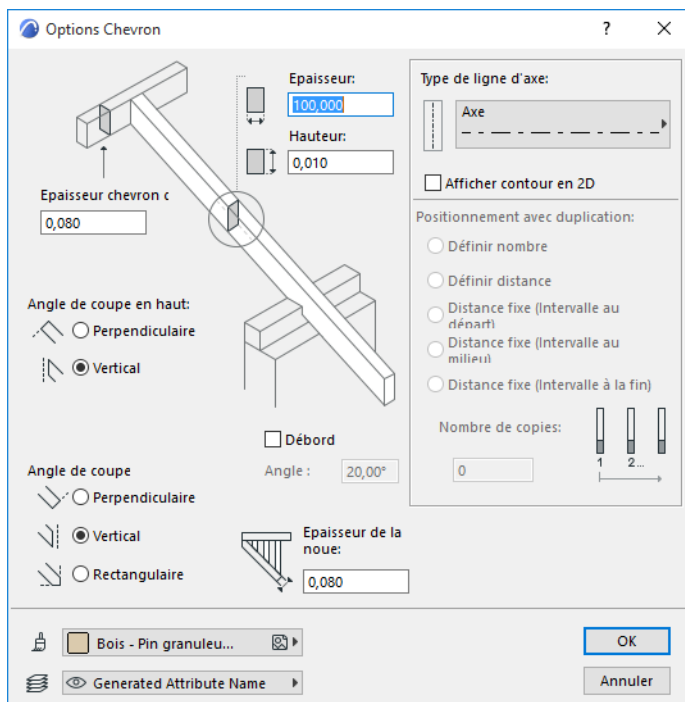 Options Chevron
?
Epaisseur:
100,000
Hauteur:
0,010
Epaisseur chevron c
0,080
Angle de coupe en haut:
Perpendiculaire
Vertical
Débord
Angle :
20,00°
Angle de coupe
Perpendiculaire
Vertical
Rectangulaire
Epaisseur de la
noue:
0,080
Type de ligne d'axe:
Axe
Afficher contour en 2D
Positionnement avec duplication:
Définir nombre
Définir distance
Distance fixe (Intervalle au
départ)
Distance fixe (Intervalle au
milieu)
Distance fixe (Intervalle à la fin)
Nombre de copies:
0
1 2...
Bois - Pin granuleu...
Generated Attribute Name
OK
Annuler